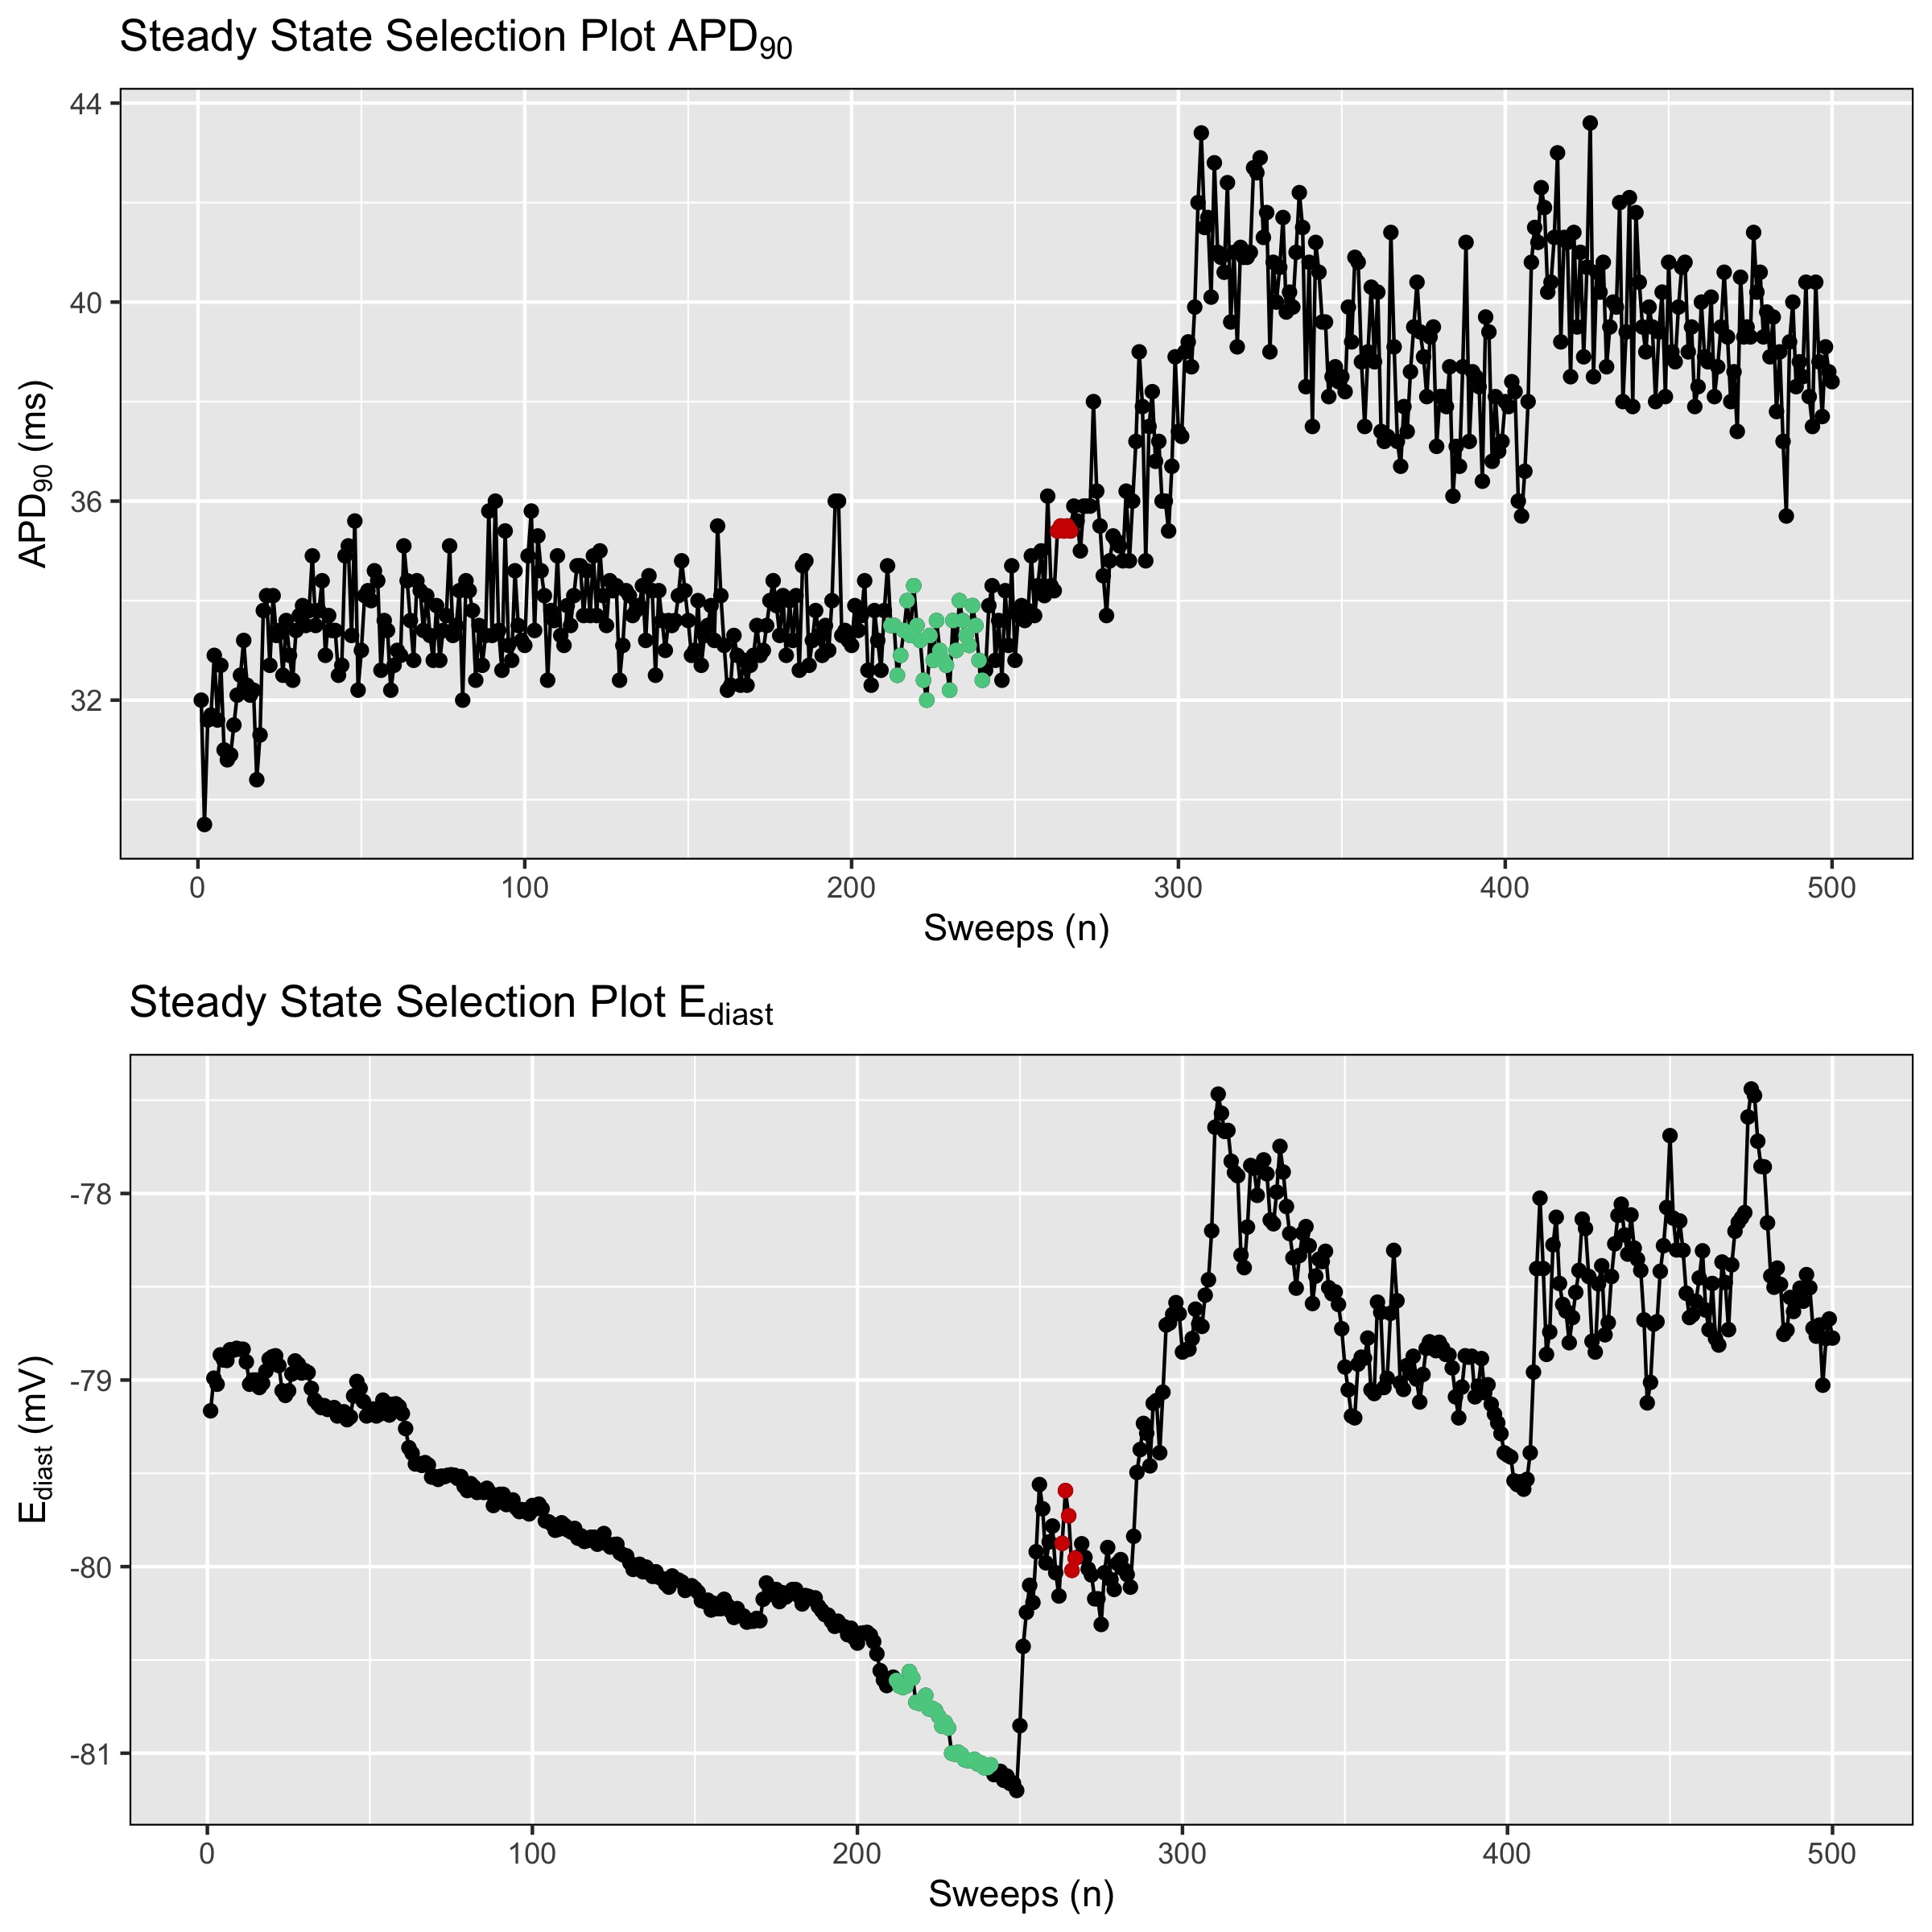 Steady State Selection Plot APD90
44
40
36
32
APD90 (ms)
0 100 200 300 400 500
Sweeps (n)
Steady State Selection Plot Ediast
-78
-79
-80
-81
Ediast (mV)
0 100 200 300 400 500
Sweeps (n)